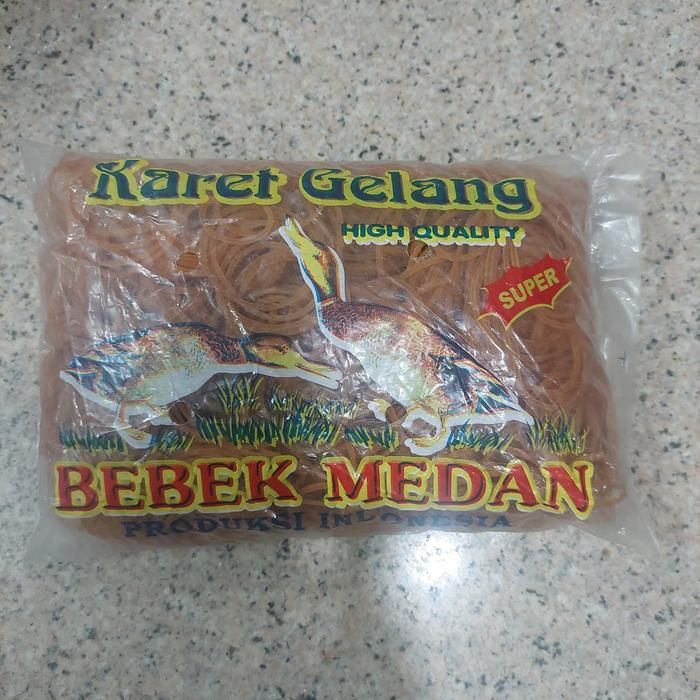 Karet Gelang
HIGH QUALITY
SUPER
BEBEK MEDAN
PRODUKSI INDONESIA